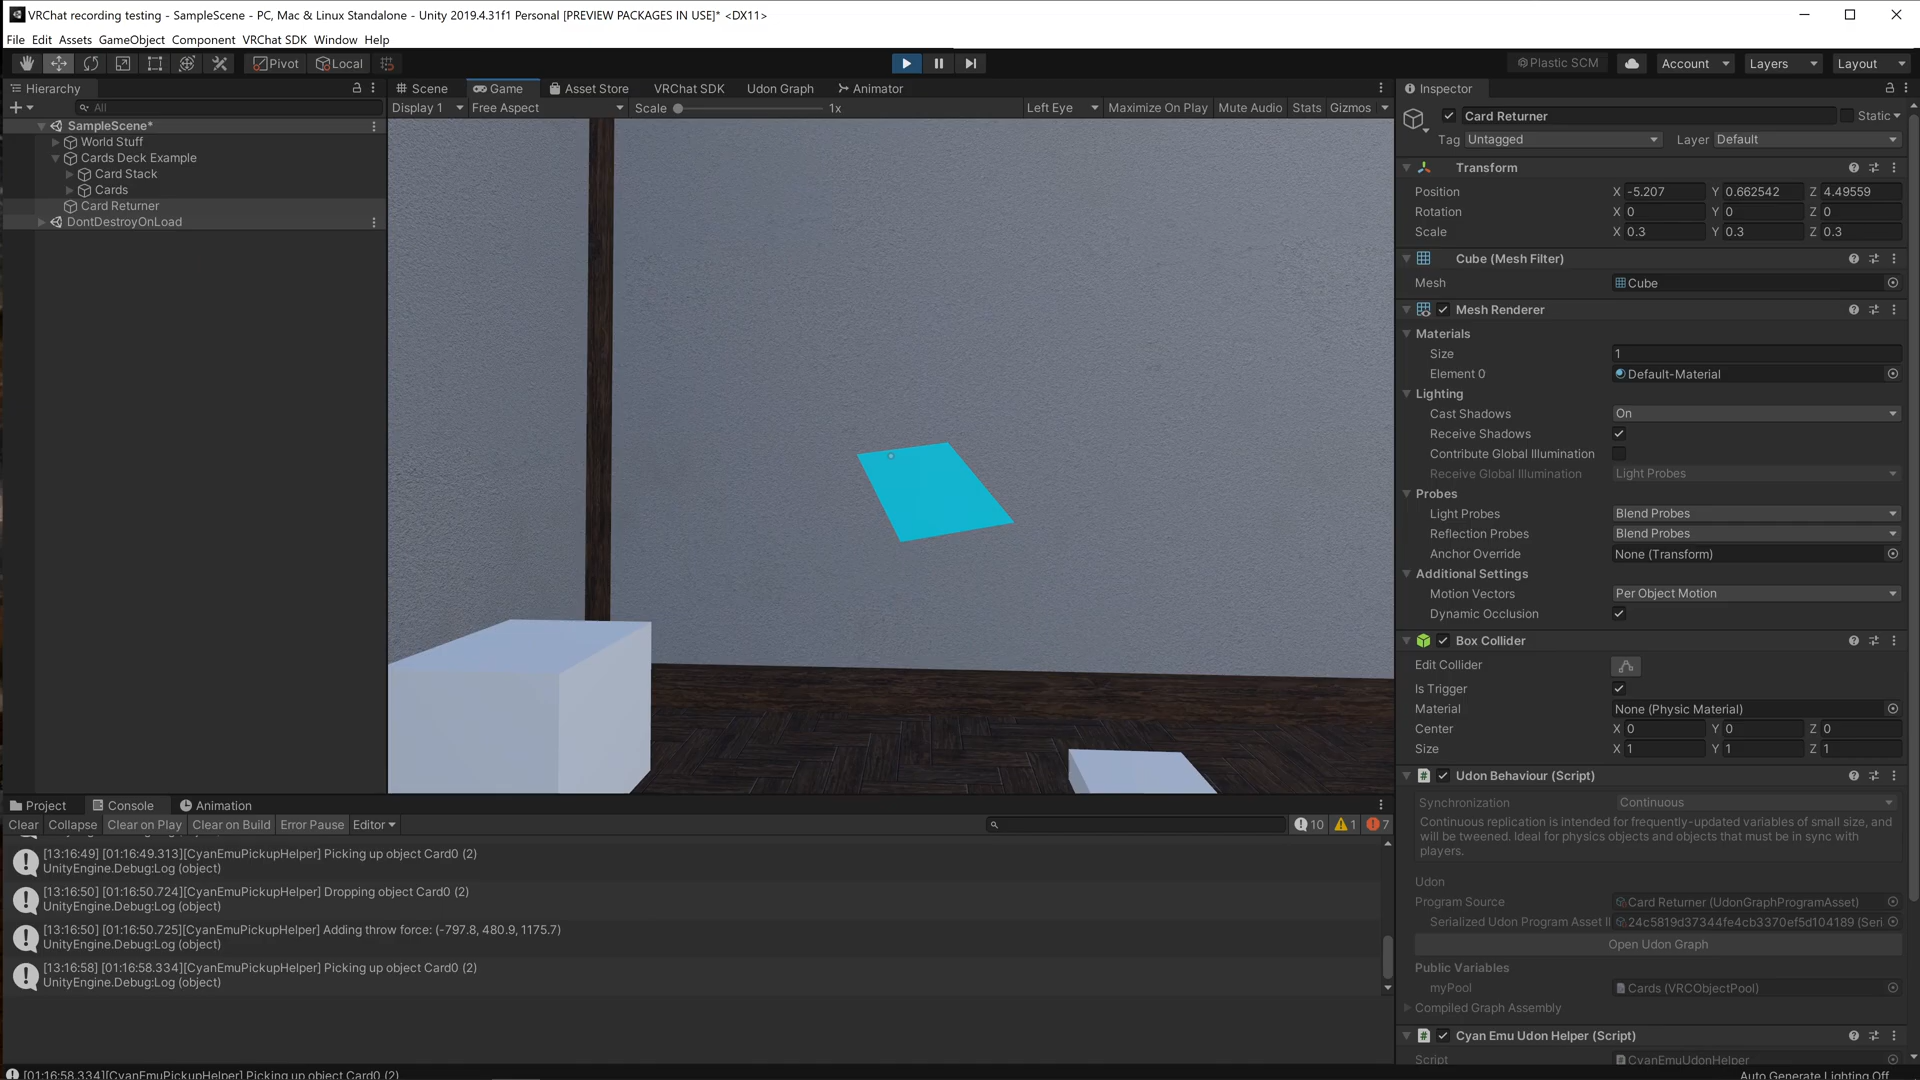 VRChat recording testing - SampleScene - PC, Mac & Linux Standalone - Unity 2019.4.31f1 Personal [PREVIEW PACKAGES IN USE]* <DX11>
File Edit Assets GameObject Component VRChat SDK Window Help
Pivot Local Plastic SCM Account Layers Layout
Hierarchy
All
SampleScene*
World Stuff
Cards Deck Example
Card Stack
Cards
Card Returner
DontDestroyOnLoad
Scene Game Asset Store VRChat SDK Udon Graph Animator
Display 1 Free Aspect Scale 1x Left Eye Maximize On Play Mute Audio Stats Gizmos
Inspector
Card Returner Static
Tag Untagged Layer Default
Transform
Position X -5.207 Y 0.662542 Z 4.49559
Rotation X 0 Y 0 Z 0
Scale X 0.3 Y 0.3 Z 0.3
Cube (Mesh Filter)
Mesh Cube
Mesh Renderer
Materials
Size 1
Element 0 Default-Material
Lighting
Cast Shadows On
Receive Shadows
Contribute Global Illumination
Receive Global Illumination Light Probes
Probes
Light Probes Blend Probes
Reflection Probes Blend Probes
Anchor Override None (Transform)
Additional Settings
Motion Vectors Per Object Motion
Dynamic Occlusion
Box Collider
Edit Collider
Is Trigger
Material None (Physic Material)
Center X 0 Y 0 Z 0
Size X 1 Y 1 Z 1
Udon Behaviour (Script)
Synchronization Continuous
Continuous replication is intended for frequently-updated variables of small size, and
will be tweened. Ideal for physics objects and objects that must be in sync with
players.
Udon
Program Source Card Returner (UdonGraphProgramAsset)
Serialized Udon Program Asset I 24c5819d37344fe4cb3370ef5d104189 (Seri
Open Udon Graph
Public Variables
myPool Cards (VRCObjectPool)
Compiled Graph Assembly
Cyan Emu Udon Helper (Script)
Script CyanEmuUdonHelper
Auto Generate Lighting Off
Project Console Animation
Clear Collapse Clear on Play Clear on Build Error Pause Editor 10 1 7
[13:16:49] [01:16:49.313][CyanEmuPickupHelper] Picking up object Card0 (2)
UnityEngine.Debug:Log (object)
[13:16:50] [01:16:50.724][CyanEmuPickupHelper] Dropping object Card0 (2)
UnityEngine.Debug:Log (object)
[13:16:50] [01:16:50.725][CyanEmuPickupHelper] Adding throw force: (-797.8, 480.9, 1175.7)
UnityEngine.Debug:Log (object)
[13:16:58] [01:16:58.334][CyanEmuPickupHelper] Picking up object Card0 (2)
UnityEngine.Debug:Log (object)
[01:16:58.334][CyanEmuPickupHelper] Picking up object Card0 (2)